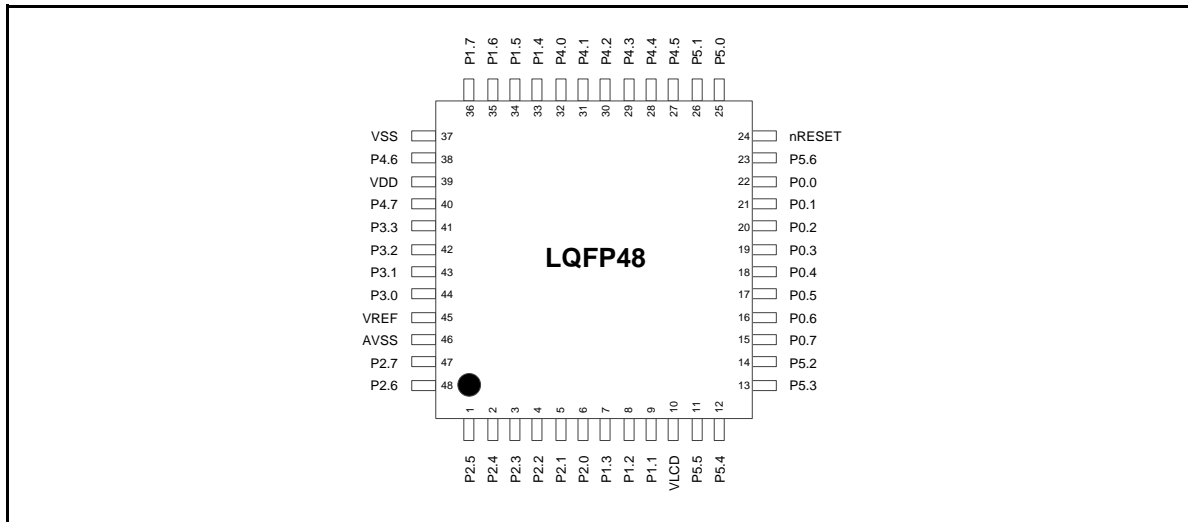 P1.7 P1.6 P1.5 P1.4 P4.0 P4.1 P4.2 P4.3 P4.4 P4.5 P5.1 P5.0
36 35 34 33 32 31 30 29 28 27 26 25
VSS 37 24 nRESET
P4.6 38 23 P5.6
VDD 39 22 P0.0
P4.7 40 21 P0.1
P3.3 41 20 P0.2
P3.2 42 19 P0.3
LQFP48
P3.1 43 18 P0.4
P3.0 44 17 P0.5
VREF 45 16 P0.6
AVSS 46 15 P0.7
P2.7 47 14 P5.2
P2.6 48 13 P5.3
1 2 3 4 5 6 7 8 9 10 11 12
P2.5 P2.4 P2.3 P2.2 P2.1 P2.0 P1.3 P1.2 P1.1 VLCD P5.5 P5.4